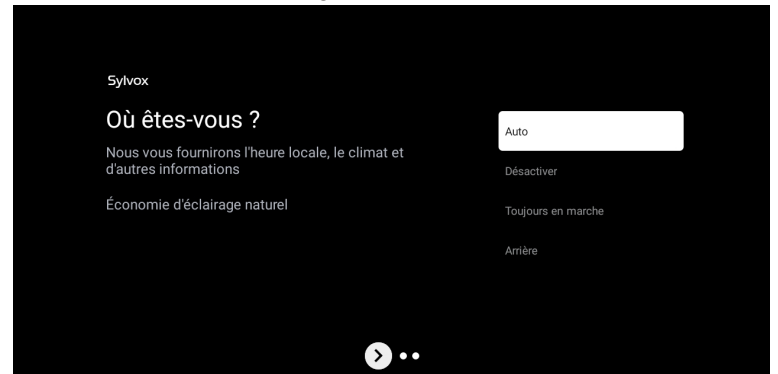 Sylvox
Où êtes-vous ?
Nous vous fournirons l'heure locale, le climat et
d'autres informations
Économie d'éclairage naturel
Auto
Désactiver
Toujours en marche
Arrière